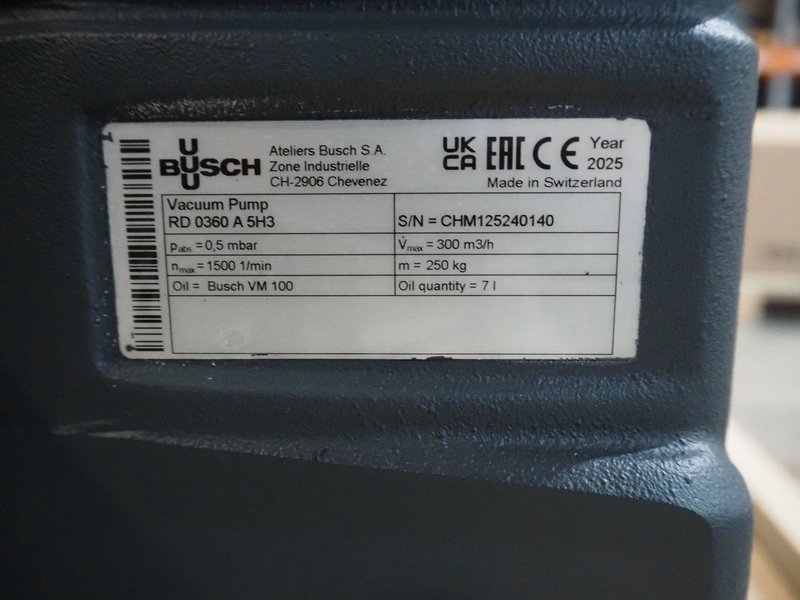 BUSCH
Ateliers Busch S.A.
Zone Industrielle
CH-2906 Chevenez
UK CA EAC CE Year 2025
Made in Switzerland
Vacuum Pump
RD 0360 A 5H3 S/N = CHM125240140
pabs = 0,5 mbar V̇max = 300 m3/h
nmax = 1500 1/min m = 250 kg
Oil = Busch VM 100 Oil quantity = 7 l